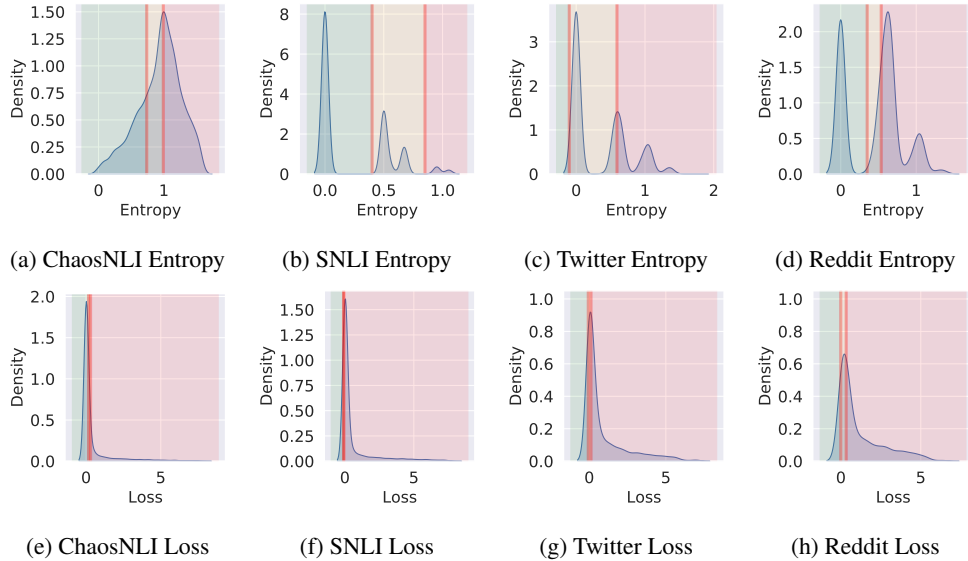 1.50
1.25
1.00
0.75
0.50
0.25
0.00
Density
0 1
Entropy
(a) ChaosNLI Entropy
8
6
4
2
0
Density
0.0 0.5 1.0
Entropy
(b) SNLI Entropy
3
2
1
0
Density
0 1 2
Entropy
(c) Twitter Entropy
2.0
1.5
1.0
0.5
0.0
Density
0 1
Entropy
(d) Reddit Entropy
2.0
1.5
1.0
0.5
0.0
Density
0 5
Loss
(e) ChaosNLI Loss
1.50
1.25
1.00
0.75
0.50
0.25
0.00
Density
0 5
Loss
(f) SNLI Loss
1.0
0.8
0.6
0.4
0.2
0.0
Density
0 5
Loss
(g) Twitter Loss
1.0
0.8
0.6
0.4
0.2
0.0
Density
0 5
Loss
(h) Reddit Loss